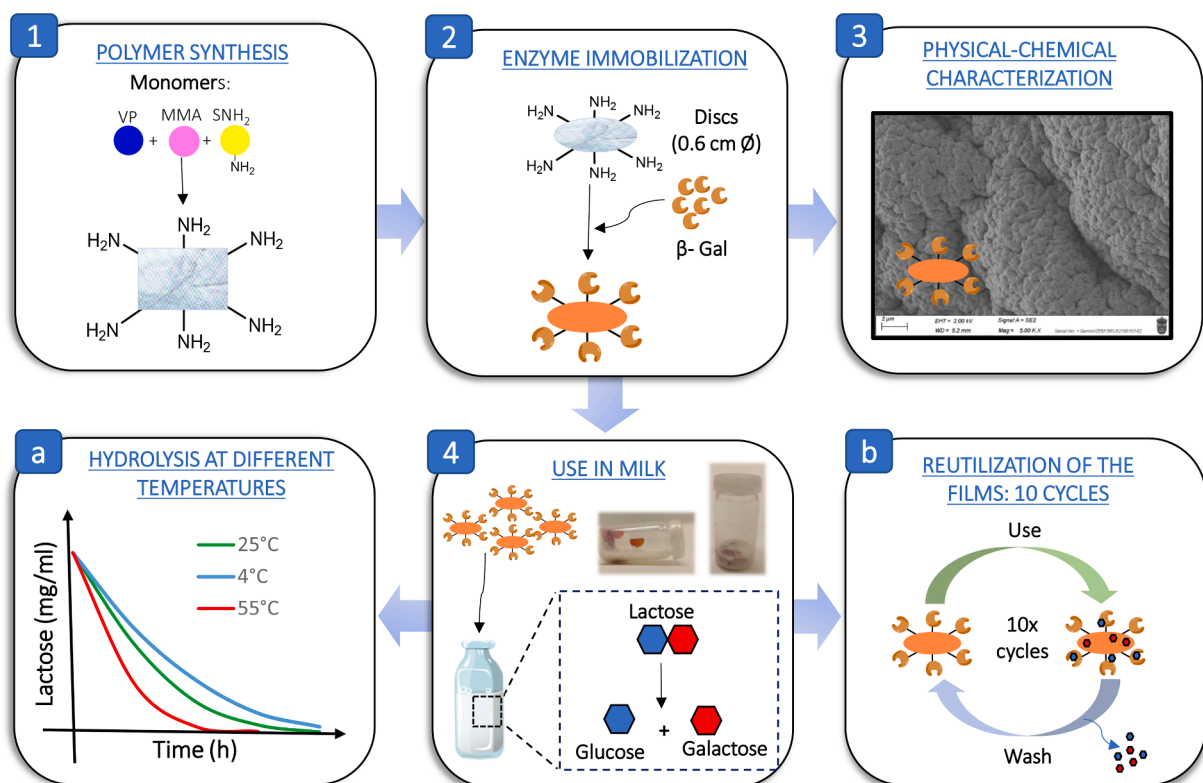 1
POLYMER SYNTHESIS
Monomers:
VP
MMA
SNH₂
+
+
NH₂
H₂N
NH₂
NH₂
H₂N
NH₂
NH₂
2
ENZYME IMMOBILIZATION
H₂N
NH₂
NH₂
H₂N
NH₂
NH₂
Discs
(0.6 cm Ø)
β- Gal
3
PHYSICAL-CHEMICAL
CHARACTERIZATION
2 µm
EHT = 2.00 kV
Signal A = SE2
WD = 5.2 mm
Mag = 5.00 K X
a
HYDROLYSIS AT DIFFERENT
TEMPERATURES
Lactose (mg/ml)
25°C
4°C
55°C
Time (h)
4
USE IN MILK
Lactose
Glucose
+
Galactose
b
REUTILIZATION OF THE
FILMS: 10 CYCLES
Use
10x
cycles
Wash